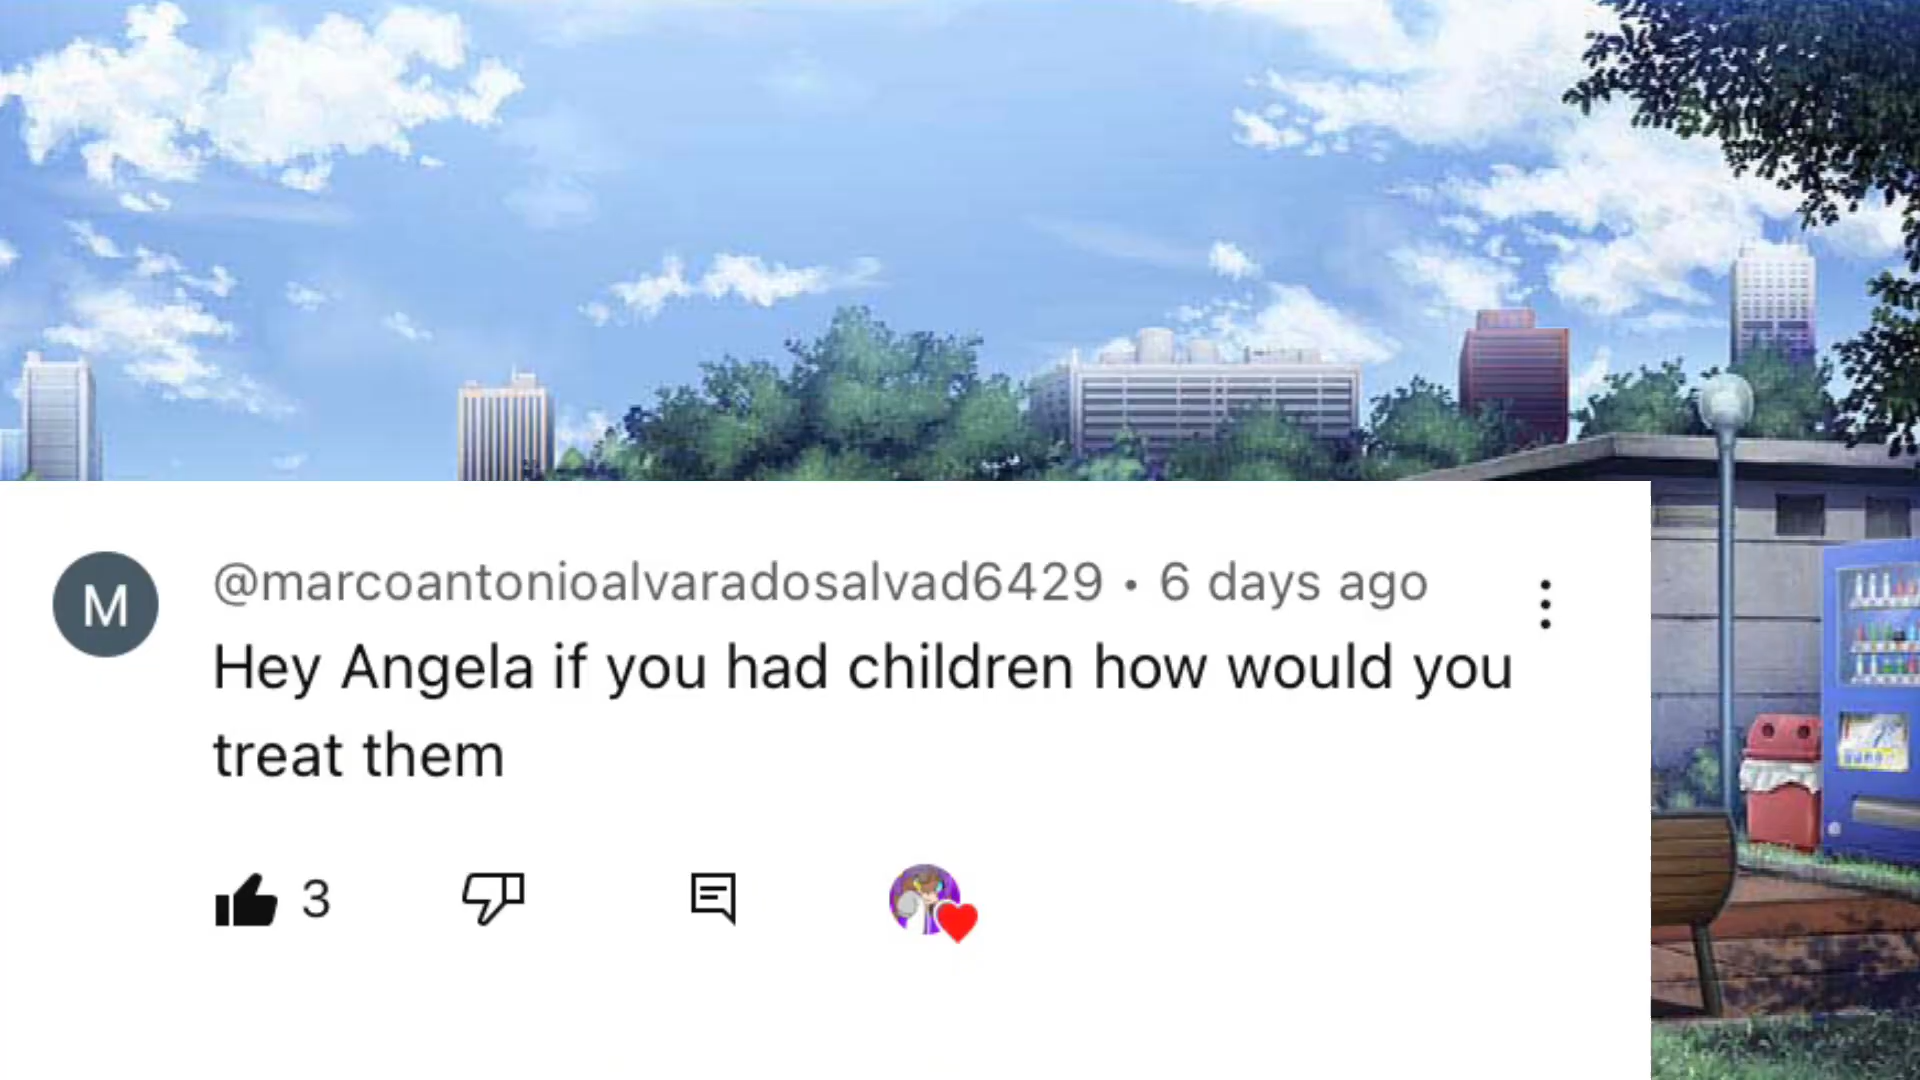 M
@marcoantonioalvaradosalvad6429 • 6 days ago
Hey Angela if you had children how would you
treat them
3